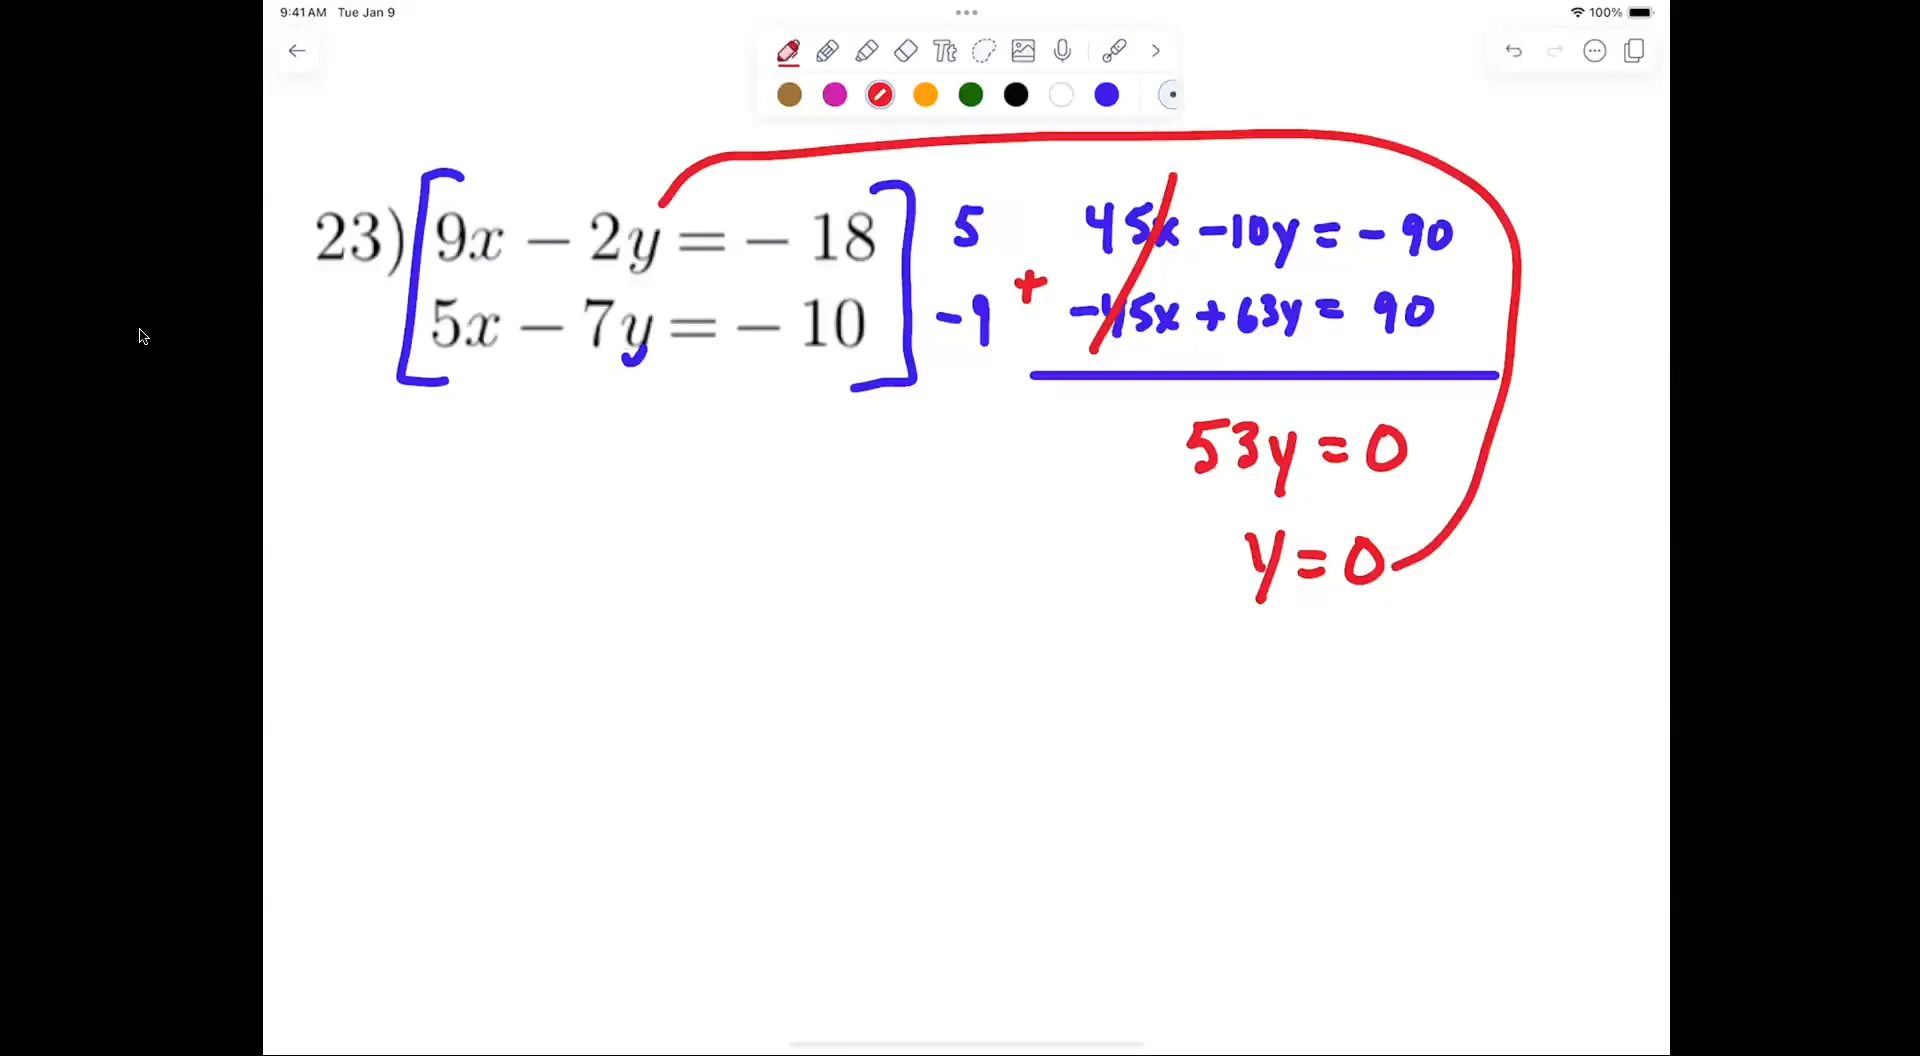 9:41 AM Tue Jan 9
100%
Tt
23) 9x − 2y = − 18 5 45x − 10y = − 90
5x − 7y = − 10 −9 + −45x + 63y = 90
53y = 0
y = 0